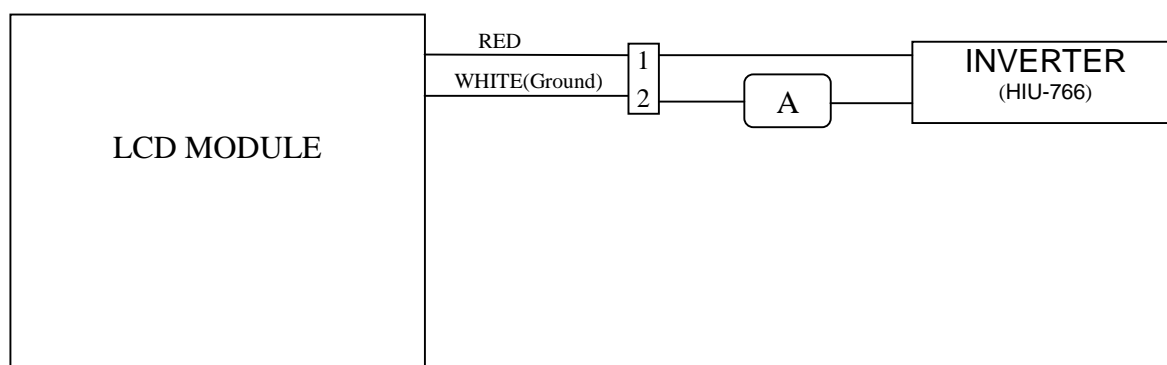 RED
1
INVERTER
(HIU-766)
WHITE(Ground)
2
A
LCD MODULE